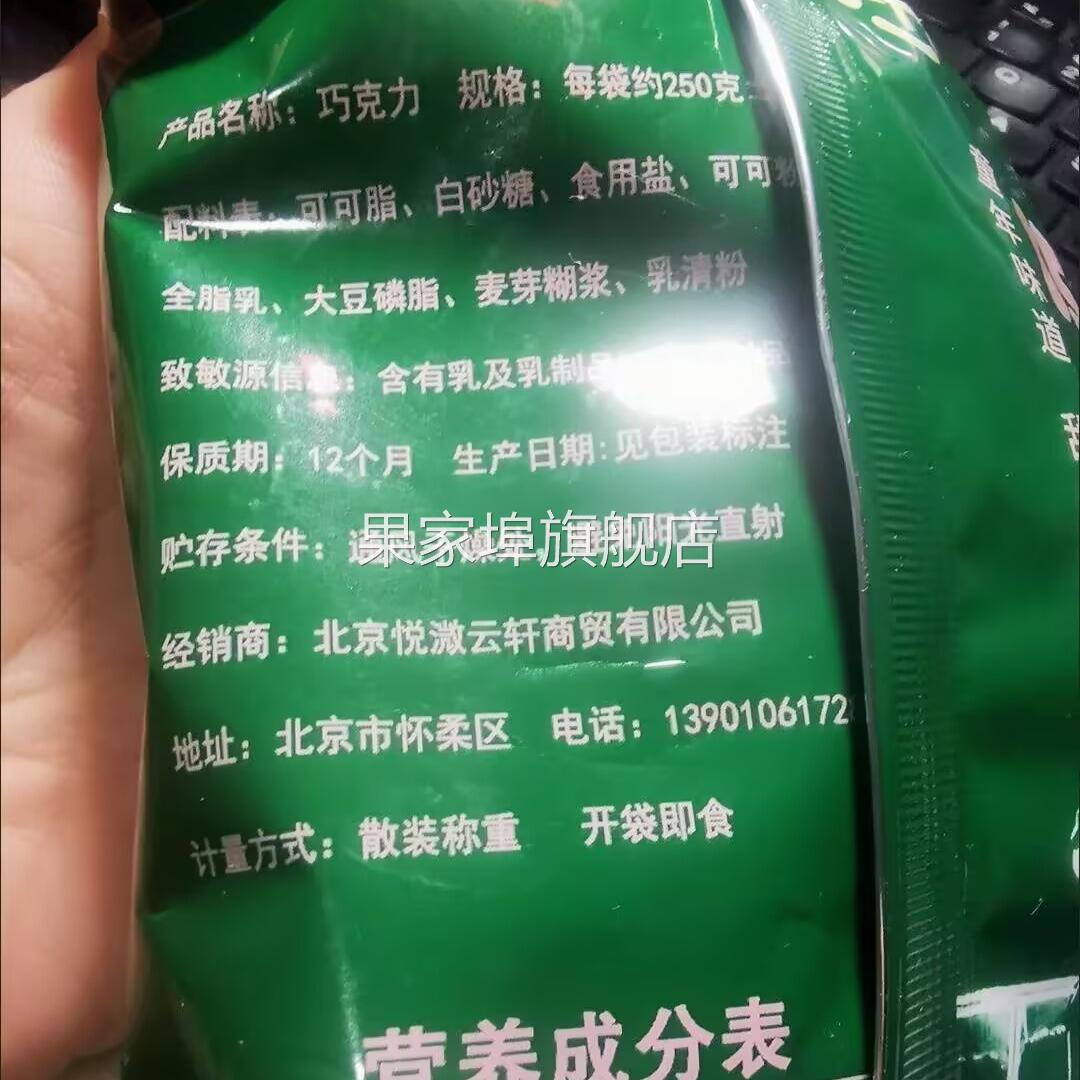 产品名称：巧克力 规格：每袋约250克
配料表：可可脂、白砂糖、食用盐、可可粉
全脂乳、大豆磷脂、麦芽糊浆、乳清粉
致敏源信息：含有乳及乳制品
保质期：12个月 生产日期:见包装标注
贮存条件： 直射
果家埠旗舰店
经销商：北京悦溦云轩商贸有限公司
地址：北京市怀柔区 电话：1390106172
计量方式：散装称重 开袋即食
营养成分表
童年味道